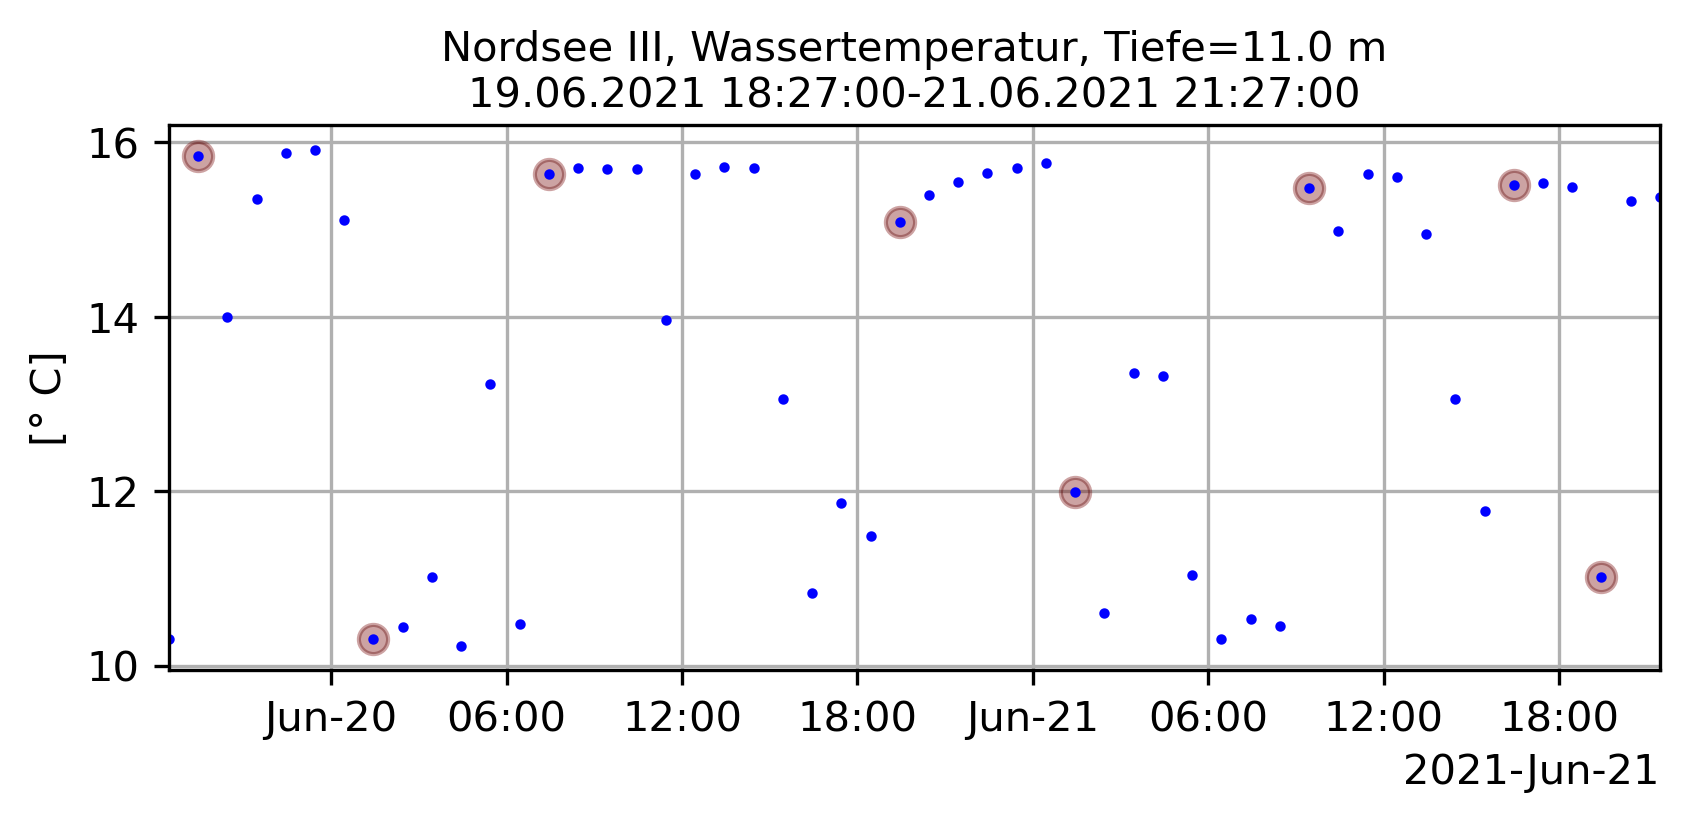 Nordsee III, Wassertemperatur, Tiefe=11.0 m
19.06.2021 18:27:00-21.06.2021 21:27:00
16
14
12
10
[° C]
Jun-20 06:00 12:00 18:00 Jun-21 06:00 12:00 18:00
2021-Jun-21